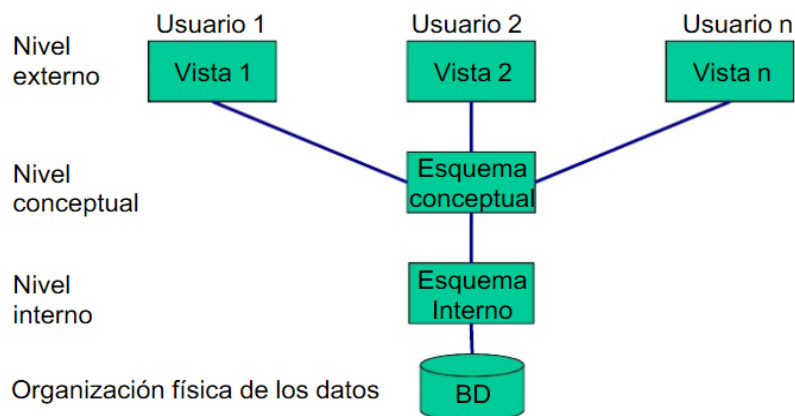 Usuario 1
Usuario 2
Usuario n
Nivel
externo
Vista 1
Vista 2
Vista n
Nivel
conceptual
Esquema
conceptual
Nivel
interno
Esquema
Interno
Organización física de los datos
BD